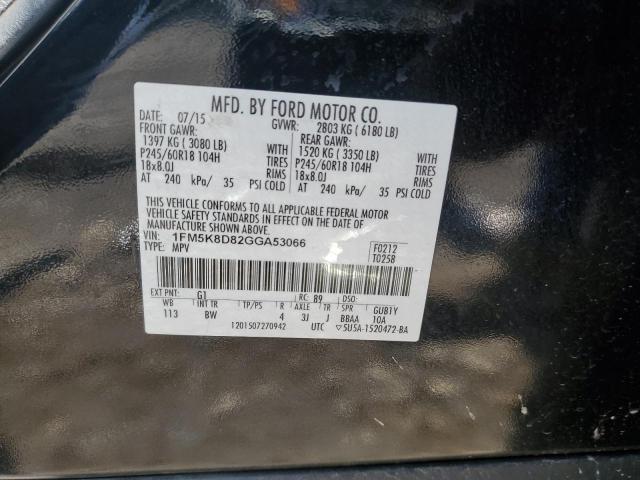 MFD. BY FORD MOTOR CO.
DATE: 07/15 GVWR: 2803 KG ( 6180 LB)
FRONT GAWR: REAR GAWR:
1397 KG ( 3080 LB) WITH 1520 KG ( 3350 LB) WITH
P245/60R18 104H TIRES P245/60R18 104H TIRES
18x8.0J RIMS 18x8.0J RIMS
AT 240 kPa/ 35 PSI COLD AT 240 kPa/ 35 PSI COLD
THIS VEHICLE CONFORMS TO ALL APPLICABLE FEDERAL MOTOR
VEHICLE SAFETY STANDARDS IN EFFECT ON THE DATE OF MANUFACTURE
SHOWN ABOVE.
VIN: 1FM5K8D82GGA53066 F0212
TYPE: MPV T0258
EXT PNT: G1 RC: 89 DSO:
WB INT TR TP/PS R AXLE TR SPR GUB1Y
113 BW 4 3J J BBAA 10A
1201507270942 UTC ▽5U5A-1520472-BA